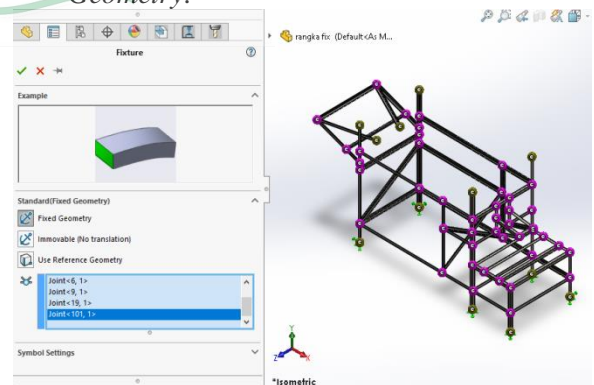 Geometry.
Fixture
rangka fix (Default<As M...
Example
Standard(Fixed Geometry)
Fixed Geometry
Immovable (No translation)
Use Reference Geometry
Joint<6, 1>
Joint<9, 1>
Joint<19, 1>
Joint<101, 1>
Symbol Settings
Y
Z
X
*Isometric